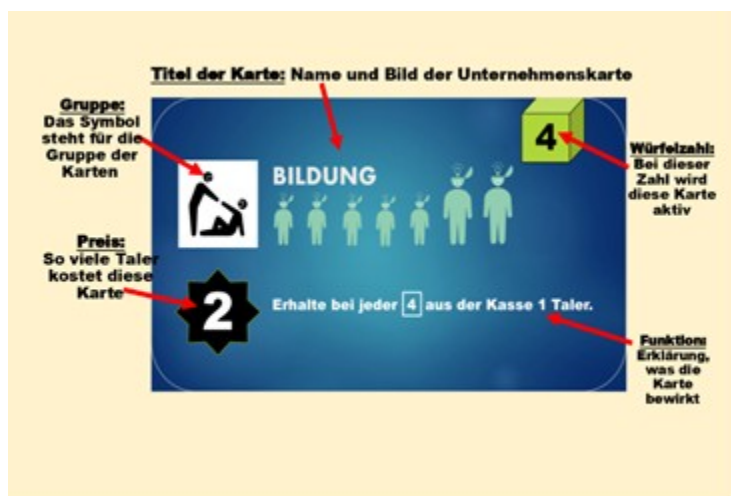 Titel der Karte: Name und Bild der Unternehmenskarte
Gruppe:
Das Symbol
steht für die
Gruppe der
Karten
4
Würfelzahl:
Bei dieser
Zahl wird
diese Karte
aktiv
BILDUNG
Preis:
So viele Taler
kostet diese
Karte
2
Erhalte bei jeder 4 aus der Kasse 1 Taler.
Funktion:
Erklärung,
was die
Karte
bewirkt